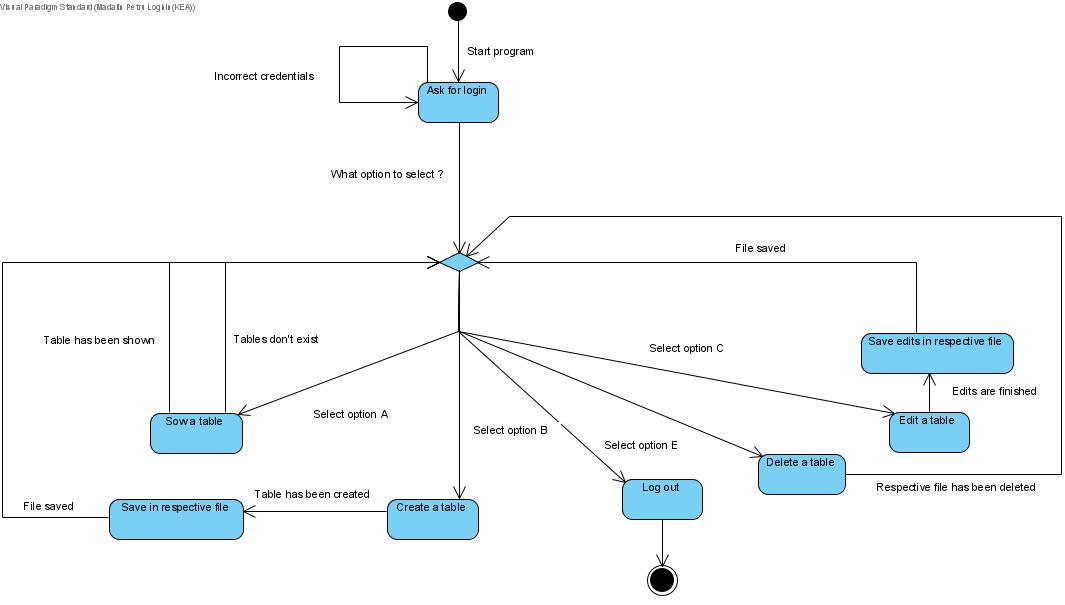 Visual Paradigm Standard (Madalin Petru Loghin (KEA))
Start program
Incorrect credentials
Ask for login
What option to select ?
File saved
Table has been shown
Tables don't exist
Select option C
Save edits in respective file
Edits are finished
Select option A
Sow a table
Edit a table
Select option B
Select option E
Delete a table
Respective file has been deleted
Log out
Table has been created
File saved
Save in respective file
Create a table